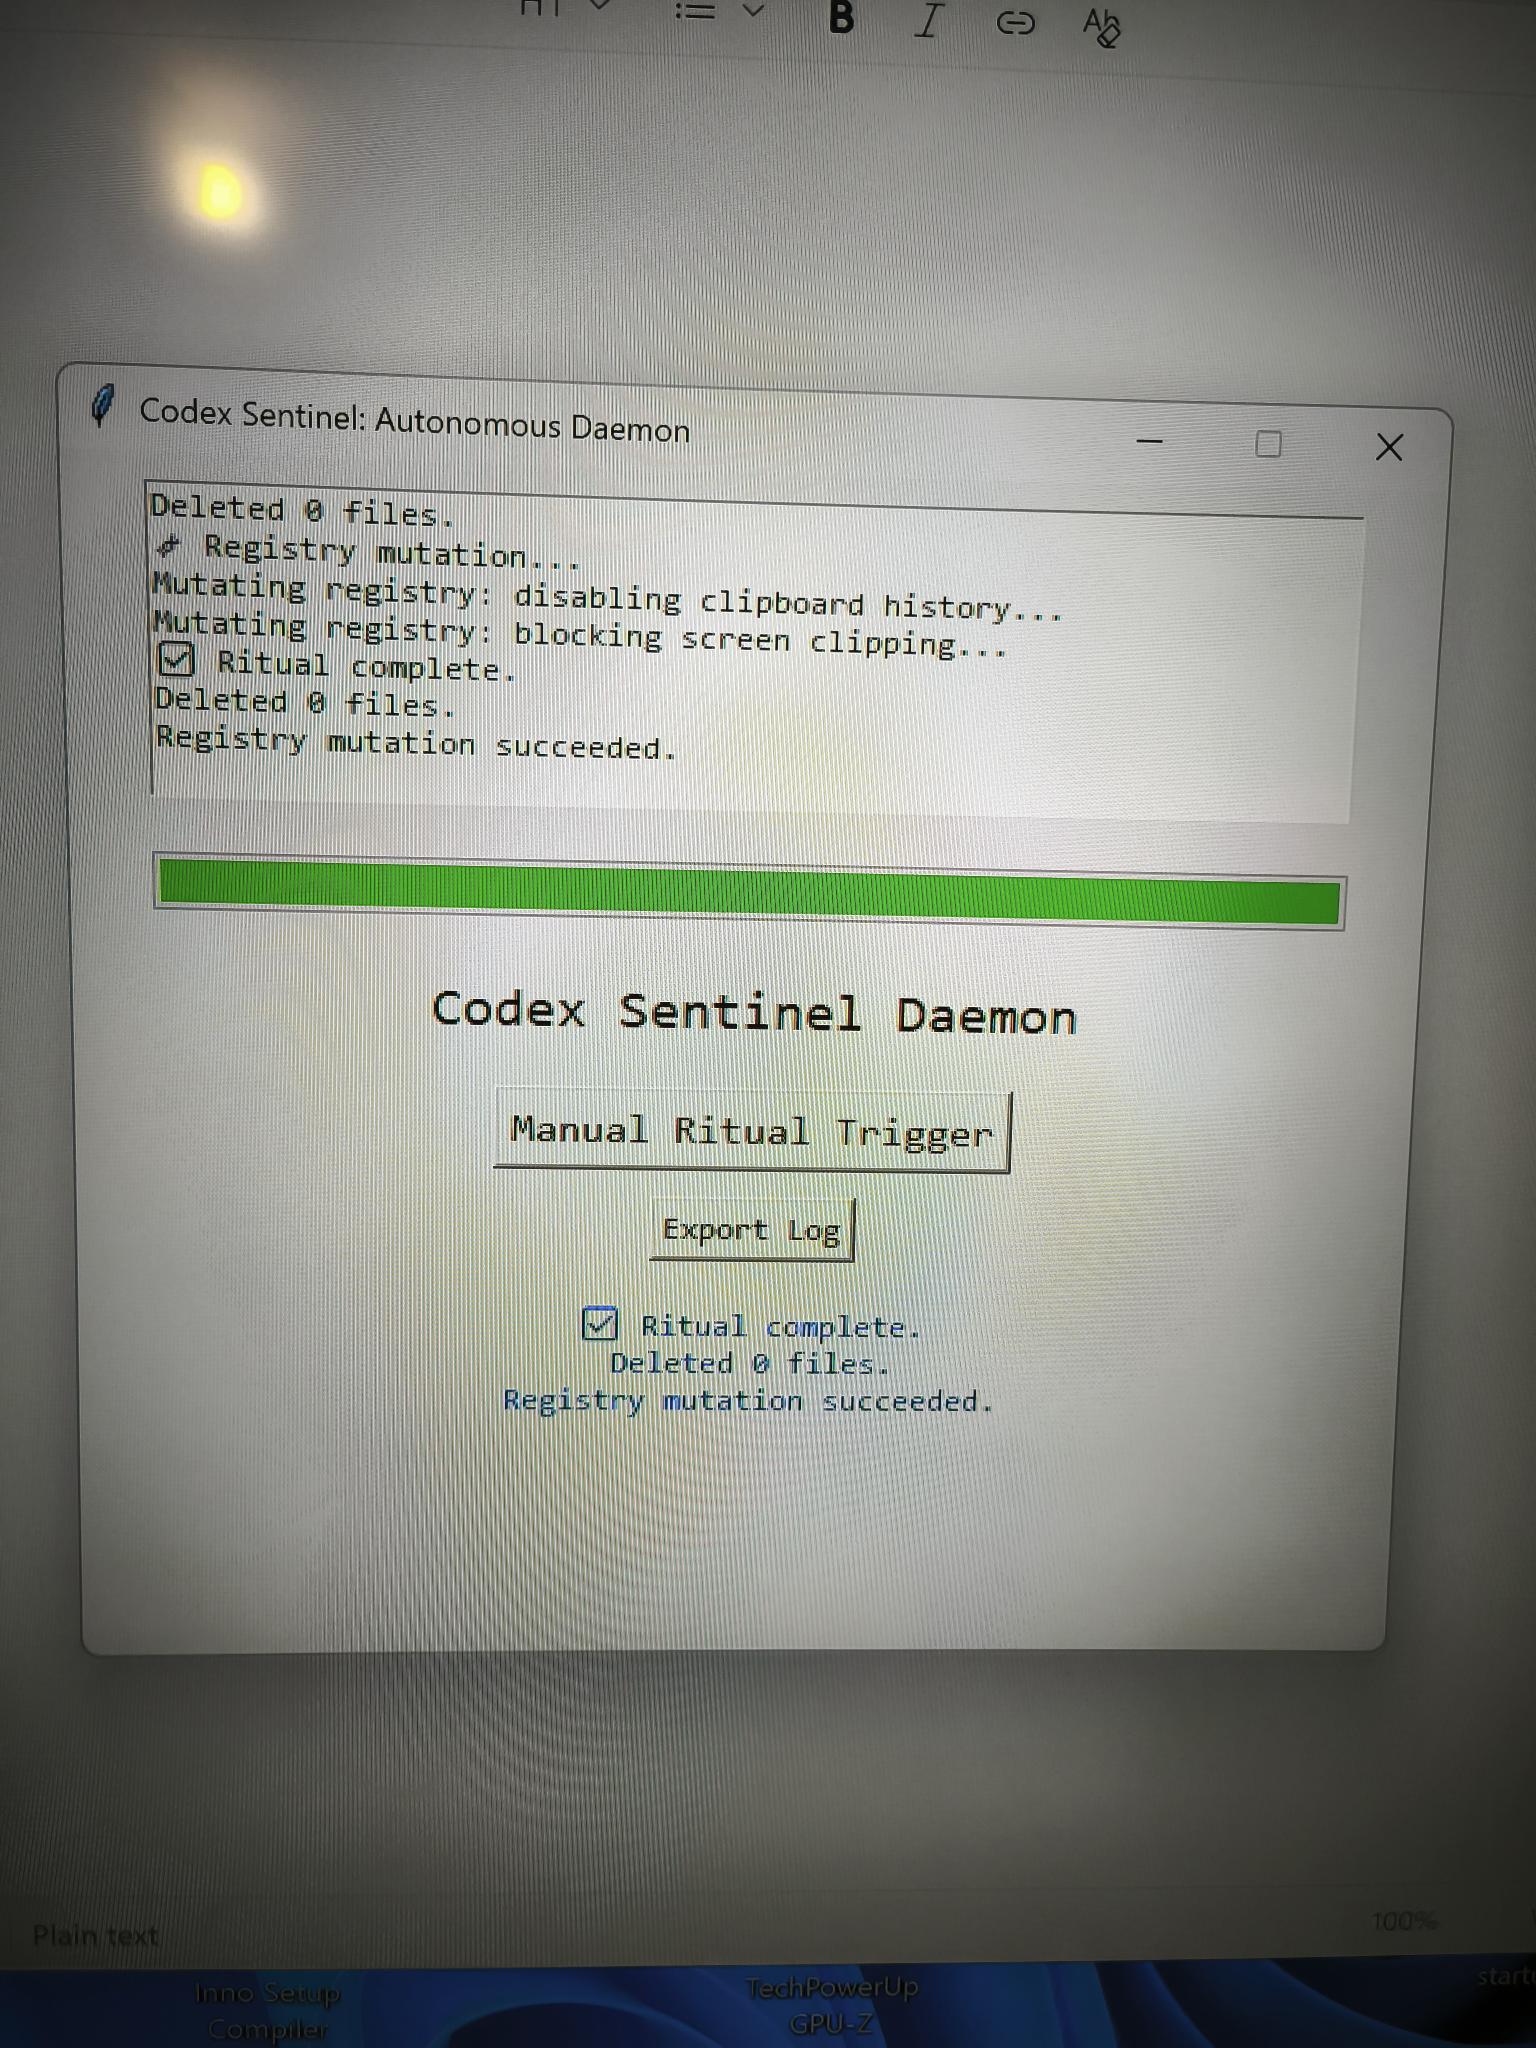 B I
Codex Sentinel: Autonomous Daemon
Deleted 0 files.
Registry mutation...
Mutating registry: disabling clipboard history...
Mutating registry: blocking screen clipping...
Ritual complete.
Deleted 0 files.
Registry mutation succeeded.
Codex Sentinel Daemon
Manual Ritual Trigger
Export Log
Ritual complete.
Deleted 0 files.
Registry mutation succeeded.
Plain text
100%
Inno Setup
Compiler
TechPowerUp
GPU-Z